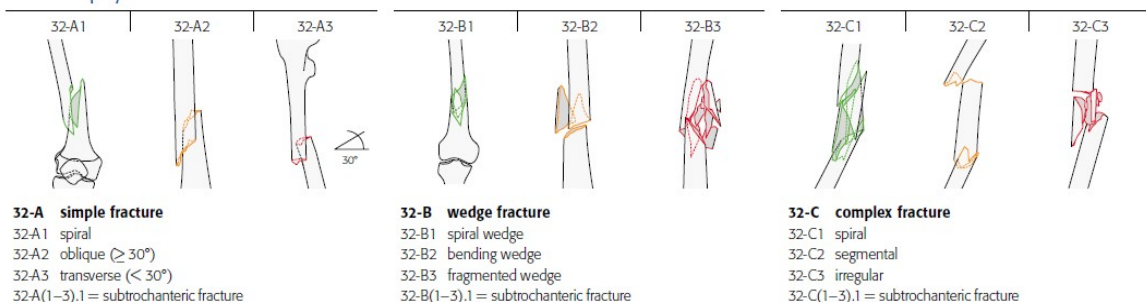 32-A1 32-A2 32-A3
30°
32-A simple fracture
32-A1 spiral
32-A2 oblique (≥ 30°)
32-A3 transverse (< 30°)
32-A(1–3).1 = subtrochanteric fracture
32-B1 32-B2 32-B3
32-B wedge fracture
32-B1 spiral wedge
32-B2 bending wedge
32-B3 fragmented wedge
32-B(1–3).1 = subtrochanteric fracture
32-C1 32-C2 32-C3
32-C complex fracture
32-C1 spiral
32-C2 segmental
32-C3 irregular
32-C(1–3).1 = subtrochanteric fracture